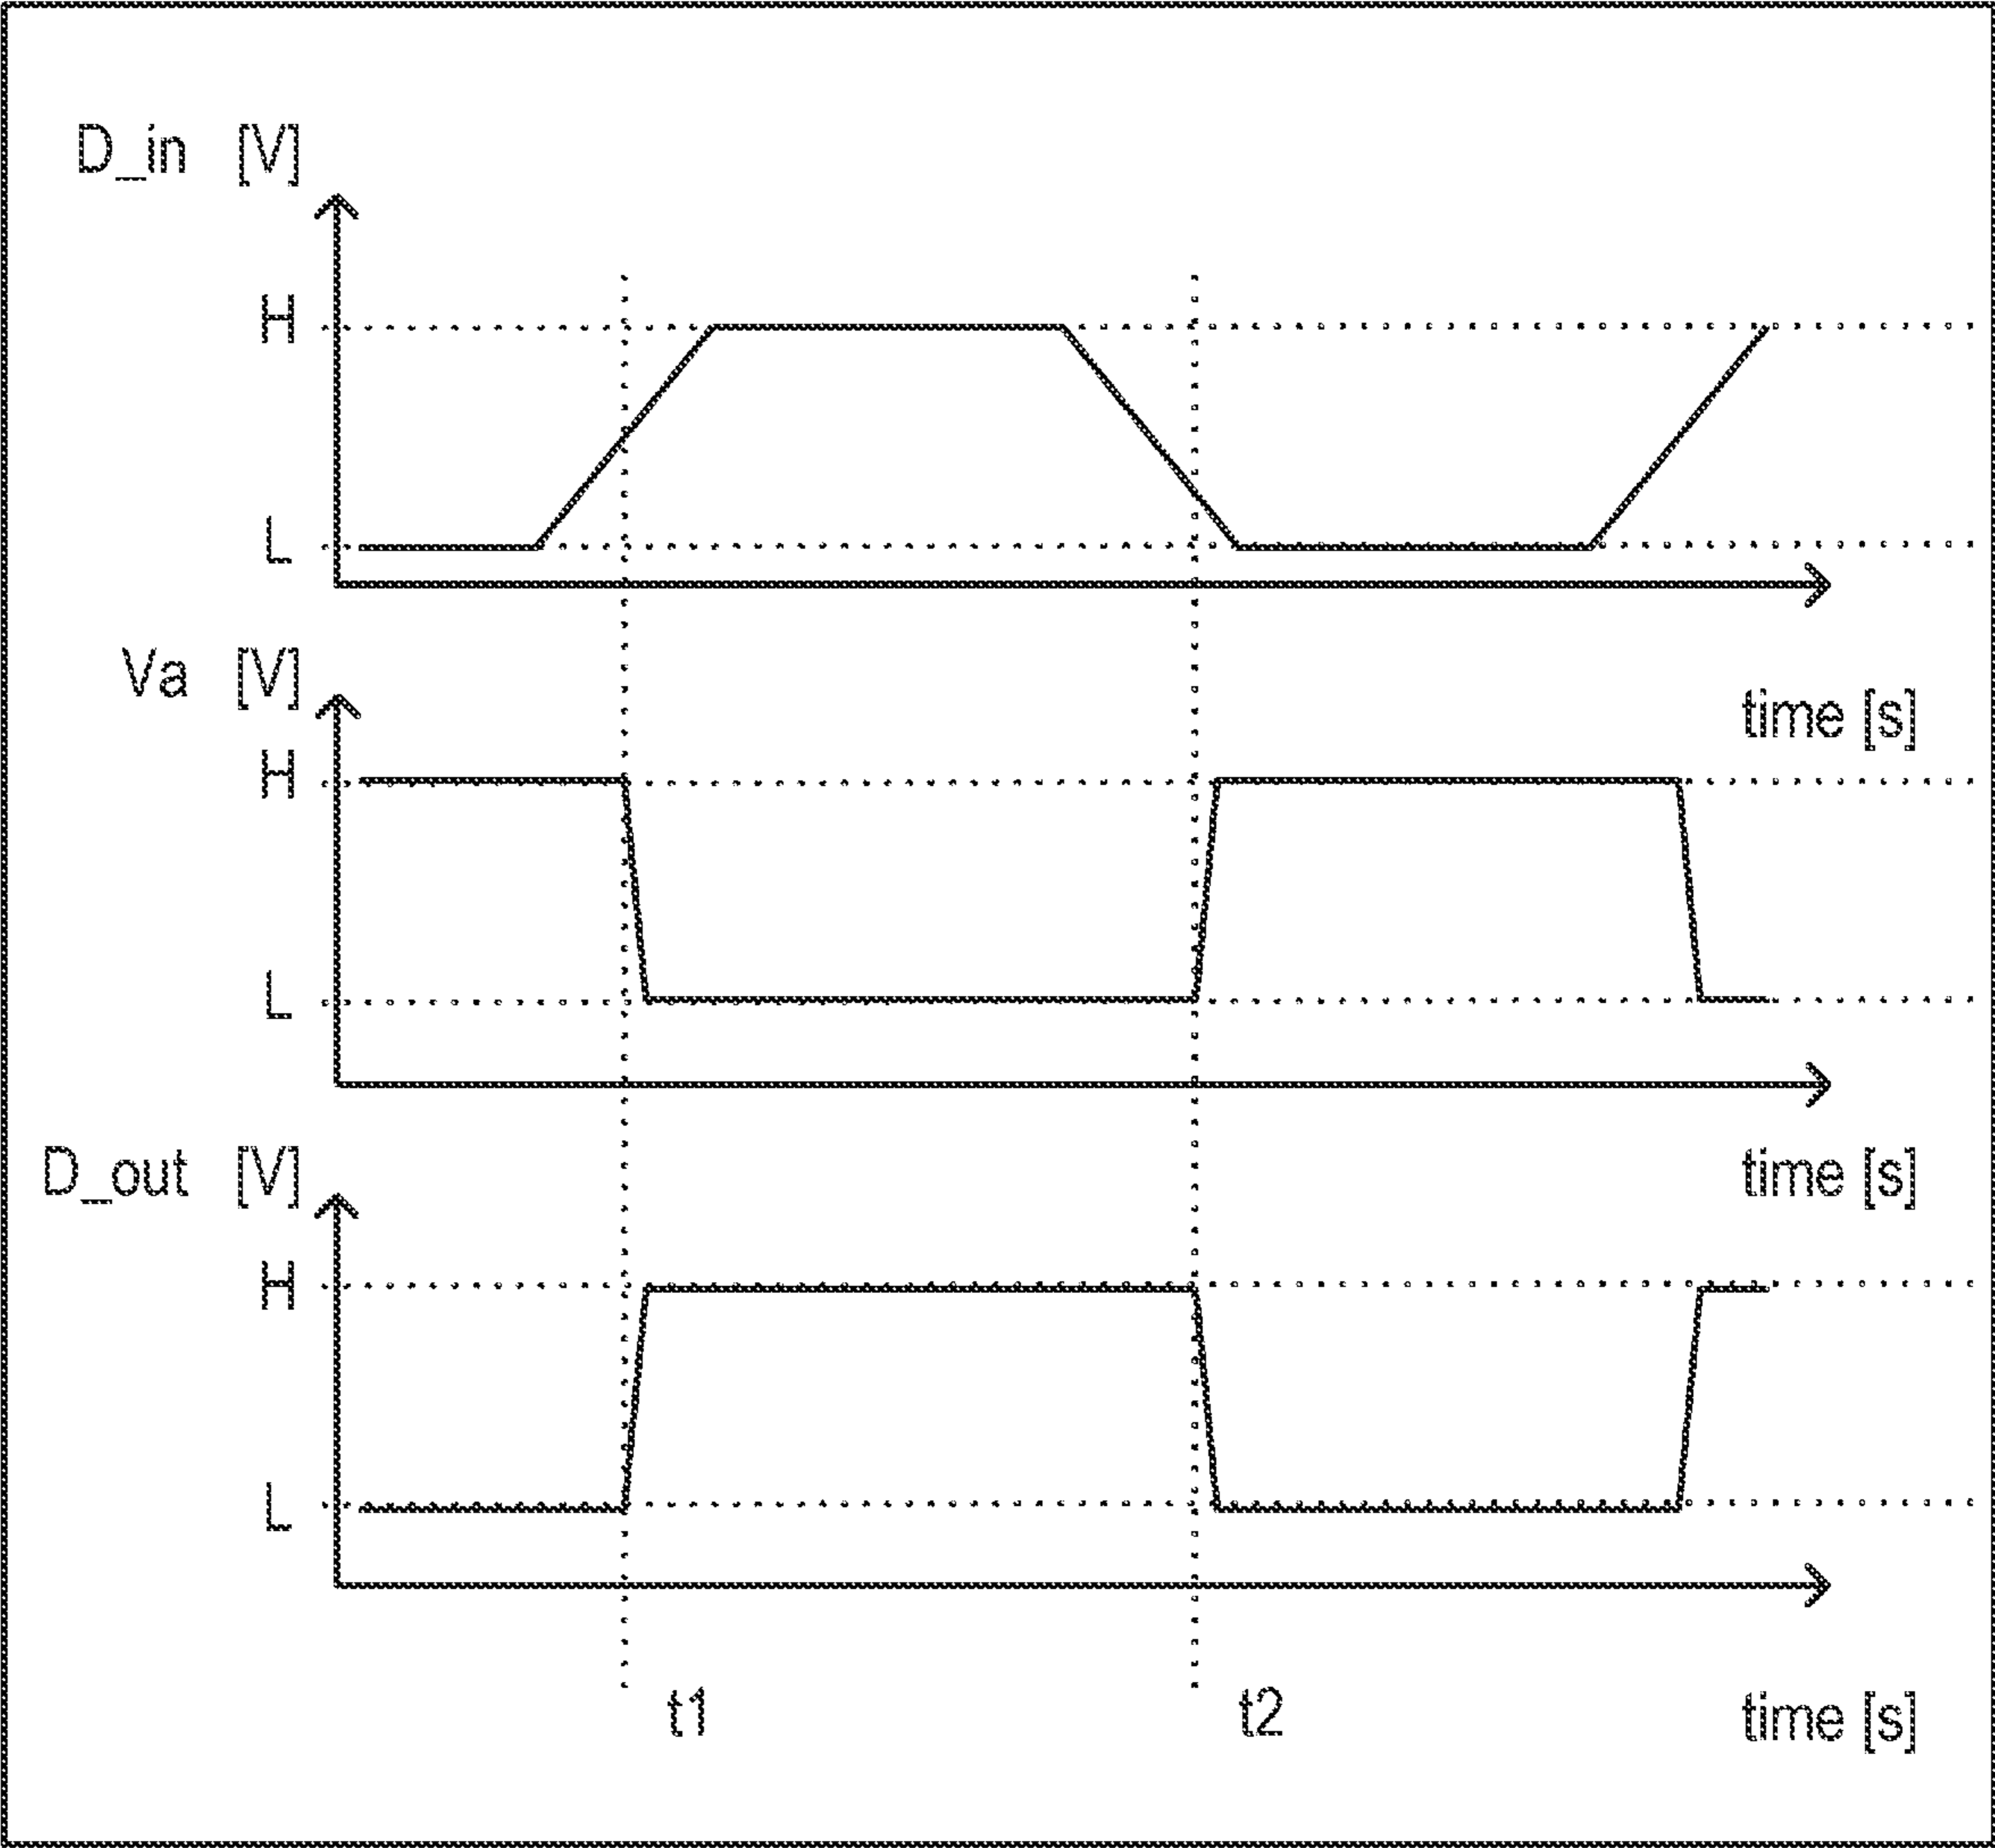 D_in [V]
H
L
time [s]
Va [V]
H
L
time [s]
D_out [V]
H
L
t1
t2
time [s]